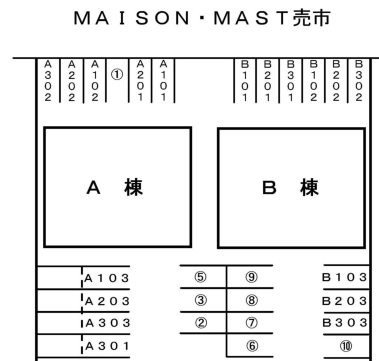 MAISON・MAST売市
A302 A202 A102 ① A201 A101 B101 B201 B301 B102 B202 B302
A 棟 B 棟
A103 ⑤ ⑨ B103
A203 ③ ⑧ B203
A303 ② ⑦ B303
A301 ⑥ ⑩